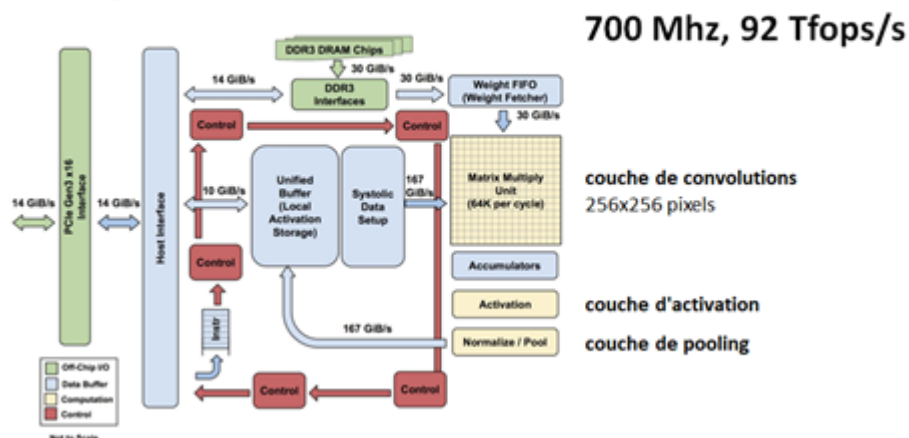 700 Mhz, 92 Tfops/s
DDR3 DRAM Chips
30 GiB/s
14 GiB/s
DDR3
Interfaces
30 GiB/s
Weight FIFO
(Weight Fetcher)
30 GiB/s
Control
Control
PCIe Gen3 x16
Interface
14 GiB/s
14 GiB/s
Host Interface
10 GiB/s
Unified
Buffer
(Local
Activation
Storage)
Systolic
Data
Setup
167
GiB/s
Matrix Multiply
Unit
(64K per cycle)
couche de convolutions
256x256 pixels
Control
Accumulators
Instr
Activation
couche d'activation
167 GiB/s
Normalize / Pool
couche de pooling
Off-Chip I/O
Data Buffer
Computation
Control
Control
Control
Not to Scale